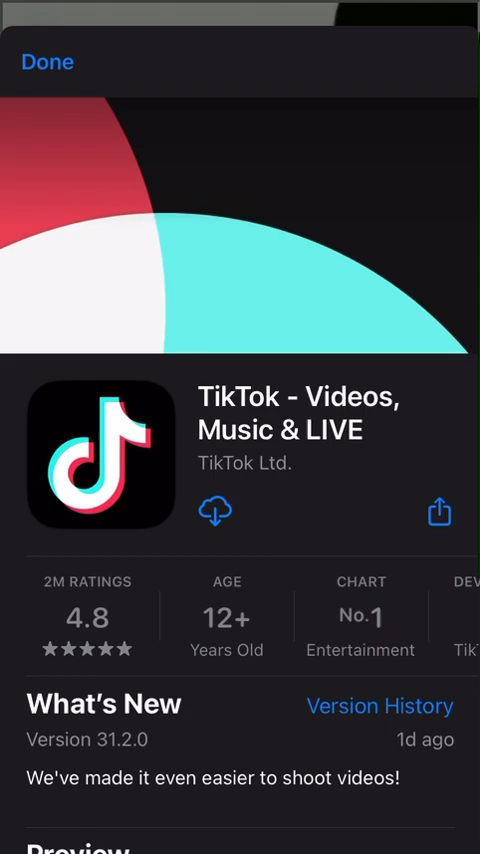 Done
TikTok - Videos,
Music & LIVE
TikTok Ltd.
2M RATINGS
4.8
AGE
12+
Years Old
CHART
No.1
Entertainment
What's New
Version History
Version 31.2.0
1d ago
We've made it even easier to shoot videos!
Preview